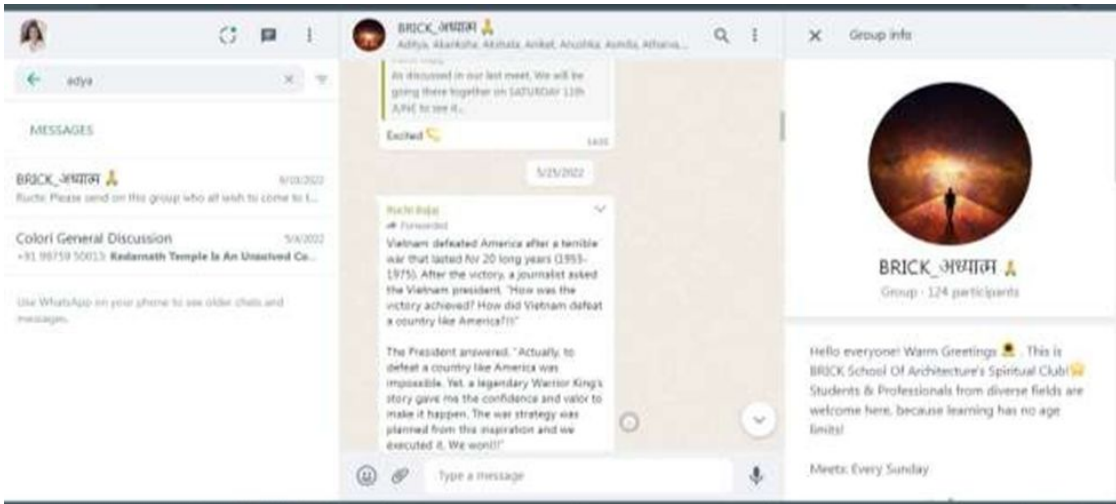 adya
MESSAGES
BRICK_अध्यात्म 🙏
Ruchi: Please send on this group who all wish to come to t...
Colori General Discussion
5/4/2022
Kedarnath Temple Is An Unsolved Co...
Use WhatsApp on your phone to see older chats and
messages.
BRICK_अध्यात्म 🙏
Aditya, Akanksha, Akshata, Aniket, Anushka, Asmita, Atharva,...
As discussed in our last meet, We will be
going there together on SATURDAY 11th
JUNE to see it...
Excited
5/25/2022
Ruchi
Forwarded
Vietnam defeated America after a terrible
war that lasted for 20 long years (1955-
1975). After the victory, a journalist asked
the Vietnam president, "How was the
victory achieved? How did Vietnam defeat
a country like America?!!"
The President answered, "Actually, to
defeat a country like America was
impossible. Yet, a legendary Warrior King's
story gave me the confidence and valor to
make it happen. The war strategy was
planned from this inspiration and we
executed it. We won!!!"
Type a message
Group info
BRICK_अध्यात्म 🙏
Group · 124 participants
Hello everyone! Warm Greetings 🌻 . This is
BRICK School Of Architecture's Spiritual Club!
Students & Professionals from diverse fields are
welcome here, because learning has no age
limits!
Meets: Every Sunday